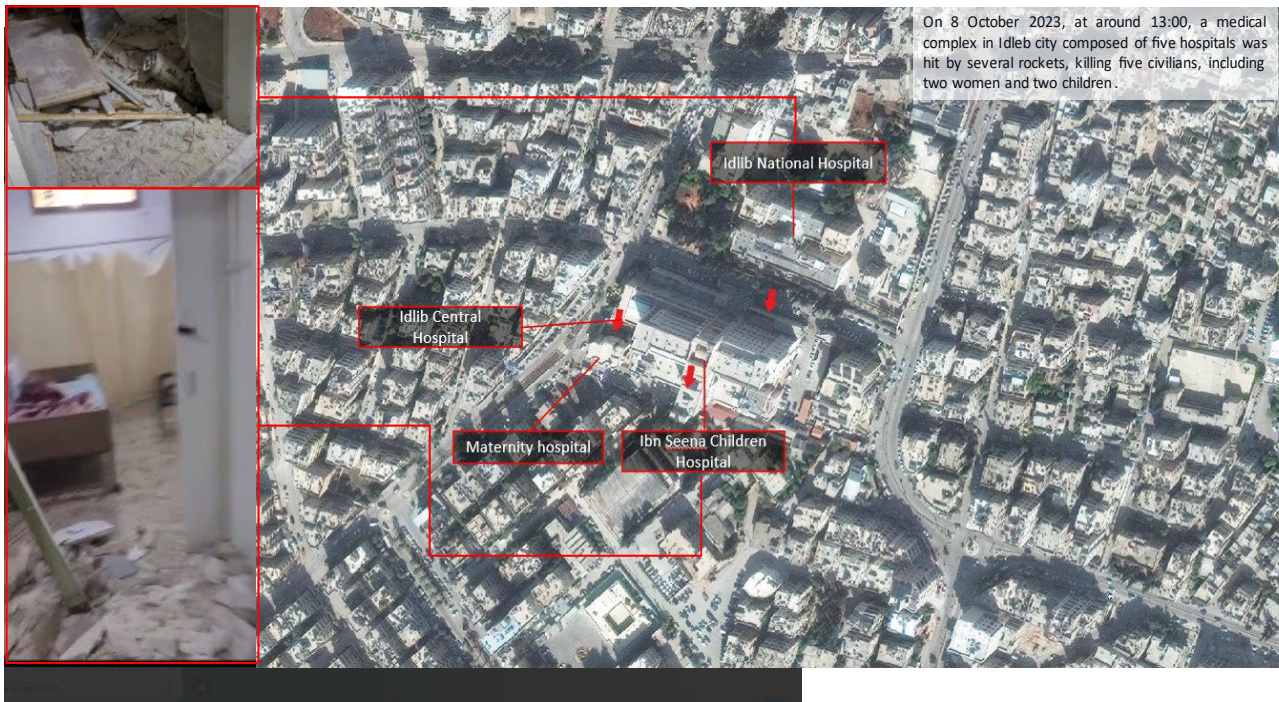 On 8 October 2023, at around 13:00, a medical
complex in Idleb city composed of five hospitals was
hit by several rockets, killing five civilians, including
two women and two children.
Idlib National Hospital
Idlib Central
Hospital
Maternity hospital
Ibn Seena Children
Hospital